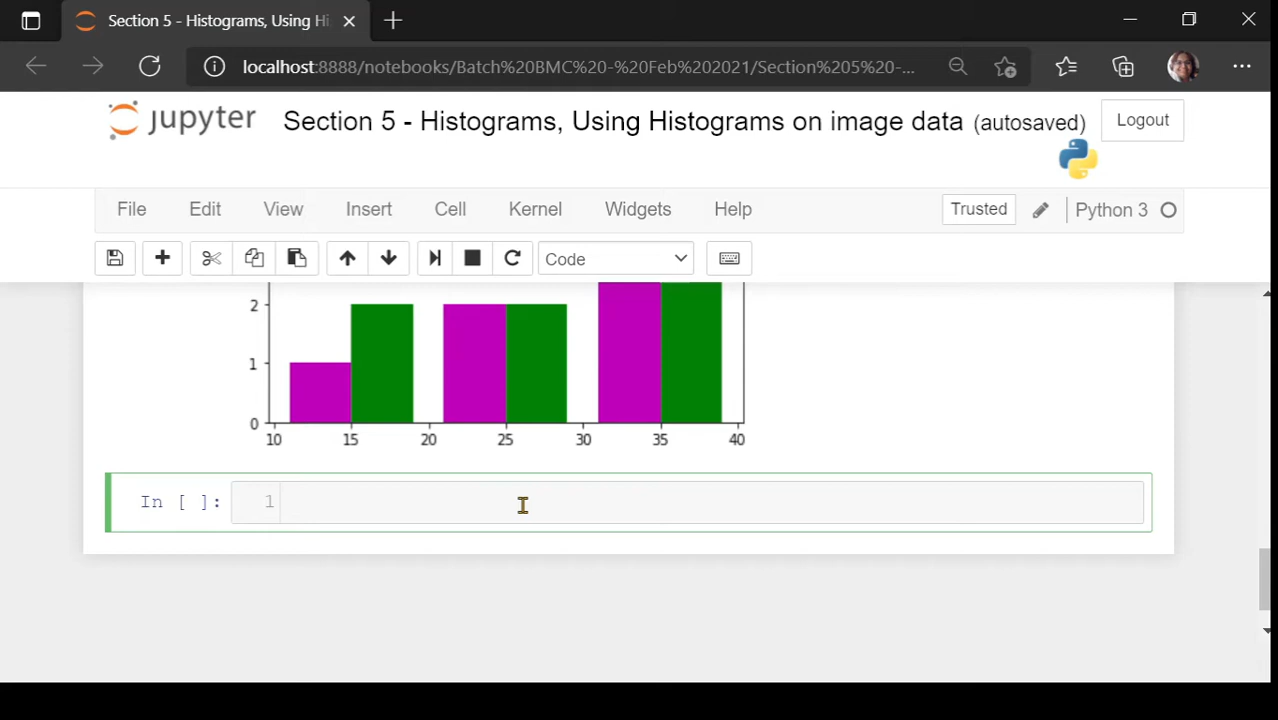 Section 5 - Histograms, Using Hi
localhost:8888/notebooks/Batch%20BMC%20-%20Feb%202021/Section%205%20-...
jupyter Section 5 - Histograms, Using Histograms on image data (autosaved) Logout
File Edit View Insert Cell Kernel Widgets Help Trusted Python 3
Code
2
1
0
10 15 20 25 30 35 40
In [ ]: 1